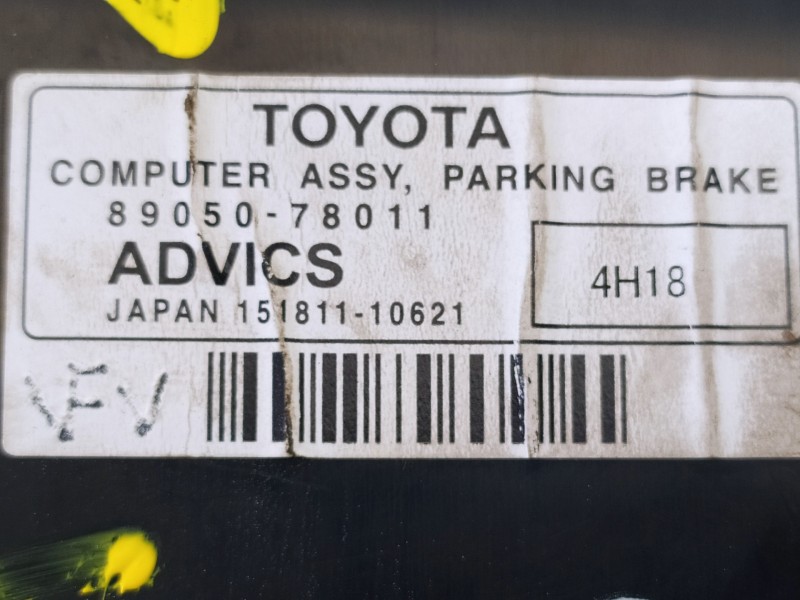 TOYOTA
COMPUTER ASSY, PARKING BRAKE
89050-78011
ADVICS
4H18
JAPAN 151811-10621